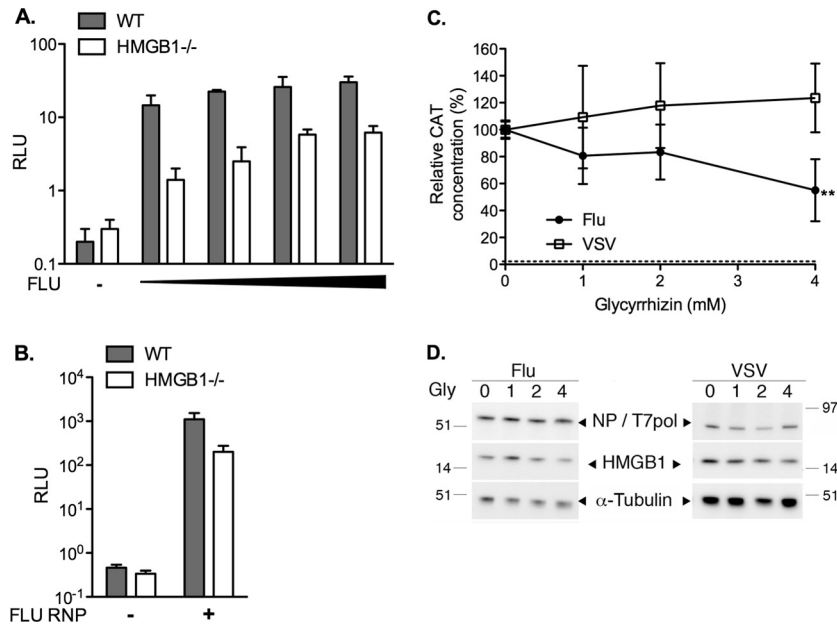 A.
WT
HMGB1-/-
RLU
100
10
1
0.1
FLU
-
B.
WT
HMGB1-/-
RLU
10⁴
10³
10²
10¹
10⁰
10⁻¹
FLU RNP
- +
C.
Relative CAT
concentration (%)
160
140
120
100
80
60
40
20
0
**
Flu
VSV
0 1 2 3 4
Glycyrrhizin (mM)
D.
Flu VSV
Gly 0 1 2 4 0 1 2 4
97
51 NP / T7pol
14 HMGB1 14
51 α-Tubulin 51